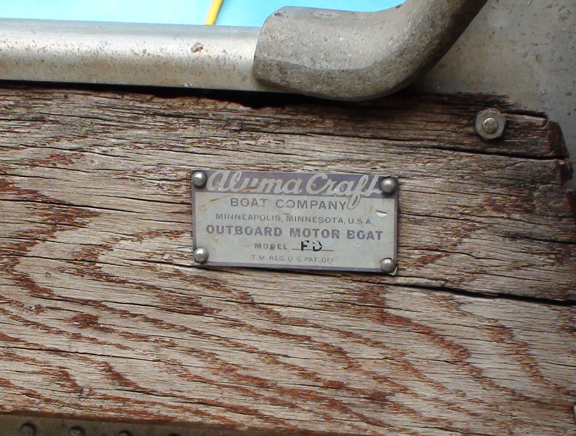 Aluma Craft
BOAT COMPANY
MINNEAPOLIS, MINNESOTA, U.S.A.
OUTBOARD MOTOR BOAT
MODEL FD
T.M. REG. U.S. PAT. OFF.